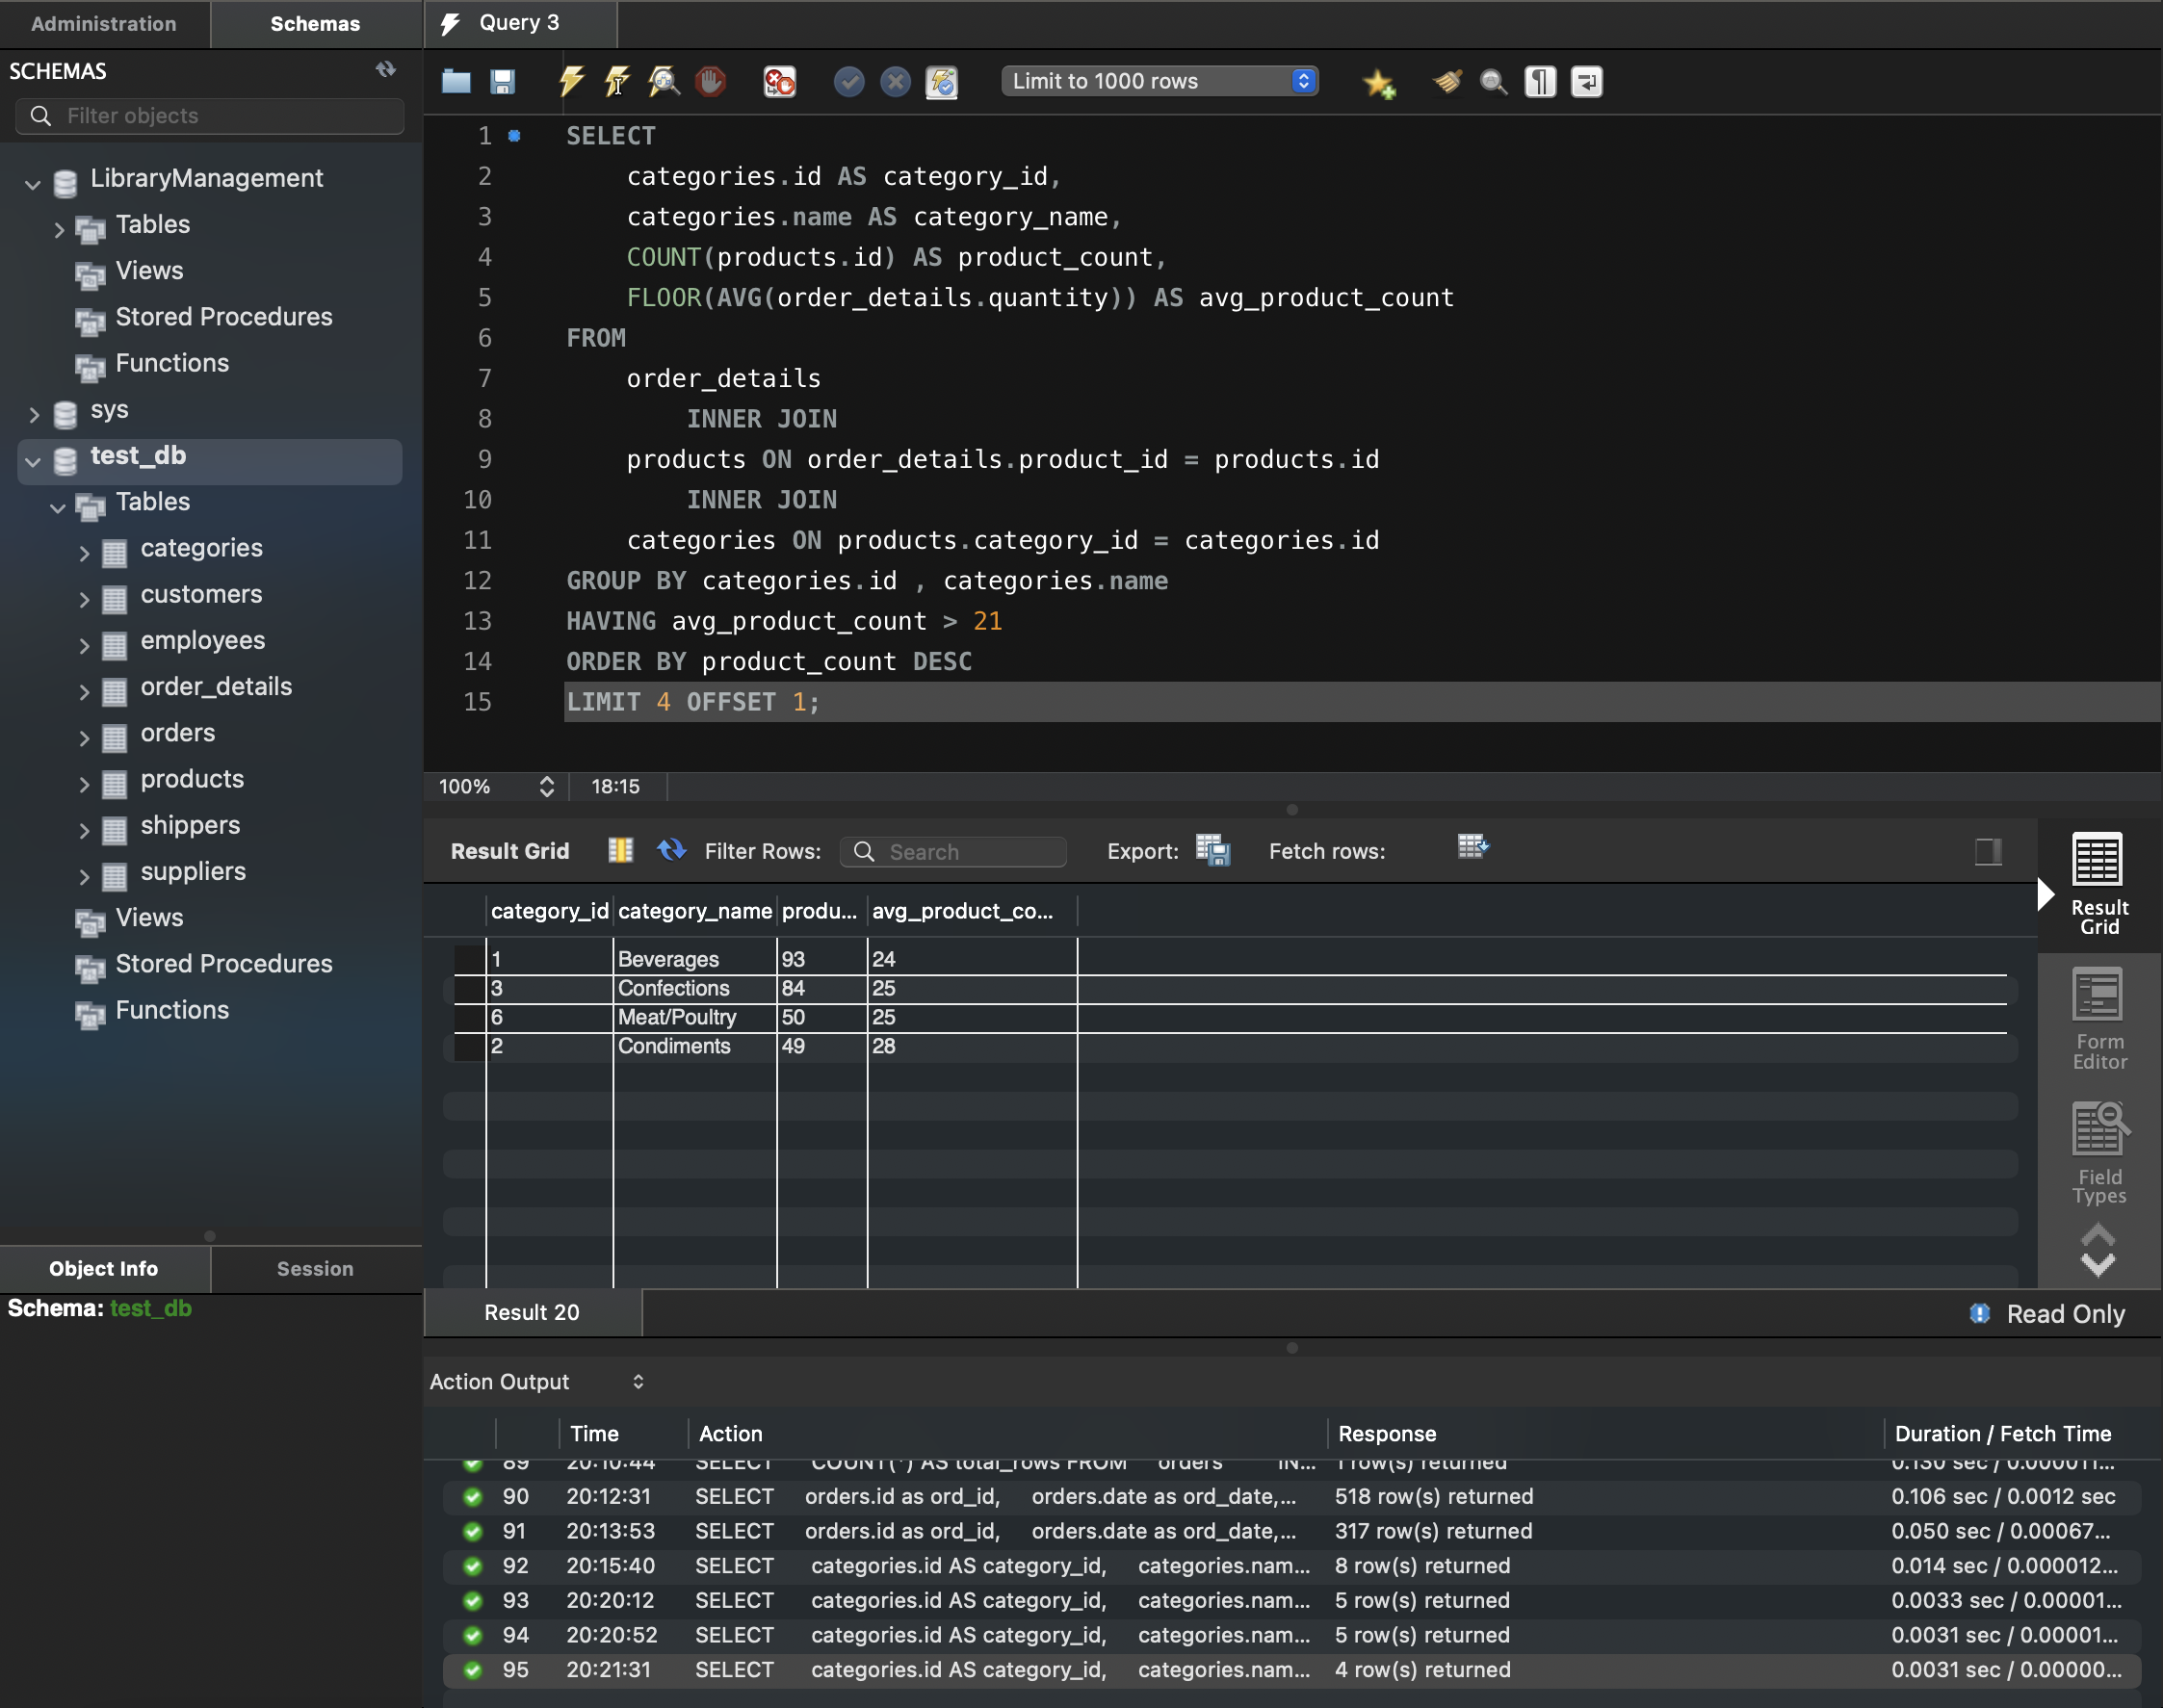 Administration
Schemas
Query 3
SCHEMAS
Filter objects
LibraryManagement
Tables
Views
Stored Procedures
Functions
sys
test_db
Tables
categories
customers
employees
order_details
orders
products
shippers
suppliers
Views
Stored Procedures
Functions
Object Info
Session
Schema: test_db
Limit to 1000 rows
1 SELECT
2 categories.id AS category_id,
3 categories.name AS category_name,
4 COUNT(products.id) AS product_count,
5 FLOOR(AVG(order_details.quantity)) AS avg_product_count
6 FROM
7 order_details
8 INNER JOIN
9 products ON order_details.product_id = products.id
10 INNER JOIN
11 categories ON products.category_id = categories.id
12 GROUP BY categories.id , categories.name
13 HAVING avg_product_count > 21
14 ORDER BY product_count DESC
15 LIMIT 4 OFFSET 1;
100% 18:15
Result Grid Filter Rows: Search Export: Fetch rows:
category_id category_name produ... avg_product_co...
1 Beverages 93 24
3 Confections 84 25
6 Meat/Poultry 50 25
2 Condiments 49 28
Result
Grid
Form
Editor
Field
Types
Result 20
Read Only
Action Output
Time Action Response Duration / Fetch Time
89 20:10:44 SELECT COUNT(*) AS total_rows FROM orders IN... 1 row(s) returned 0.130 sec / 0.000011...
90 20:12:31 SELECT orders.id as ord_id, orders.date as ord_date,... 518 row(s) returned 0.106 sec / 0.0012 sec
91 20:13:53 SELECT orders.id as ord_id, orders.date as ord_date,... 317 row(s) returned 0.050 sec / 0.00067...
92 20:15:40 SELECT categories.id AS category_id, categories.nam... 8 row(s) returned 0.014 sec / 0.000012...
93 20:20:12 SELECT categories.id AS category_id, categories.nam... 5 row(s) returned 0.0033 sec / 0.00001...
94 20:20:52 SELECT categories.id AS category_id, categories.nam... 5 row(s) returned 0.0031 sec / 0.00001...
95 20:21:31 SELECT categories.id AS category_id, categories.nam... 4 row(s) returned 0.0031 sec / 0.00000...